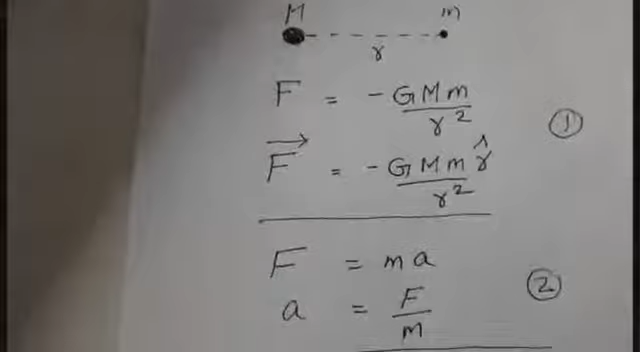 M m
r
F = - GMm / r²
①
F⃗ = - GMm / r² r̂
F = ma
②
a = F / m